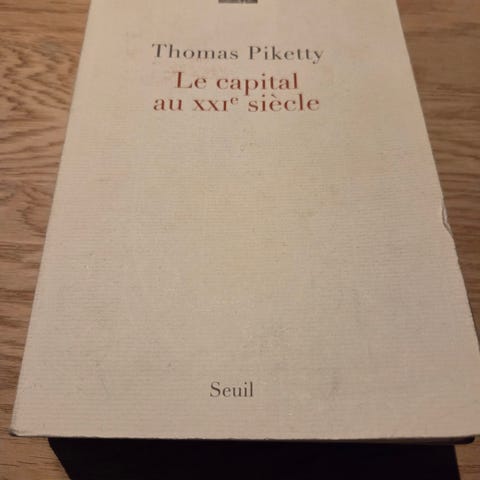 Thomas Piketty
Le capital
au XXIe siècle
Seuil